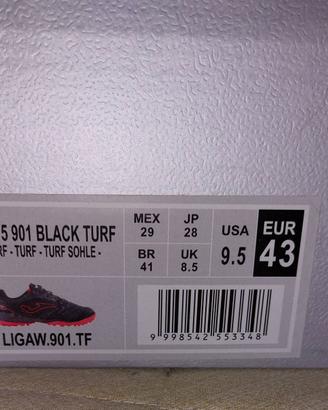 5 901 BLACK TURF
RF - TURF - TURF SOHLE -
MEX 29
JP 28
USA 9.5
EUR 43
BR 41
UK 8.5
LIGAW.901.TF
9 998542 553348